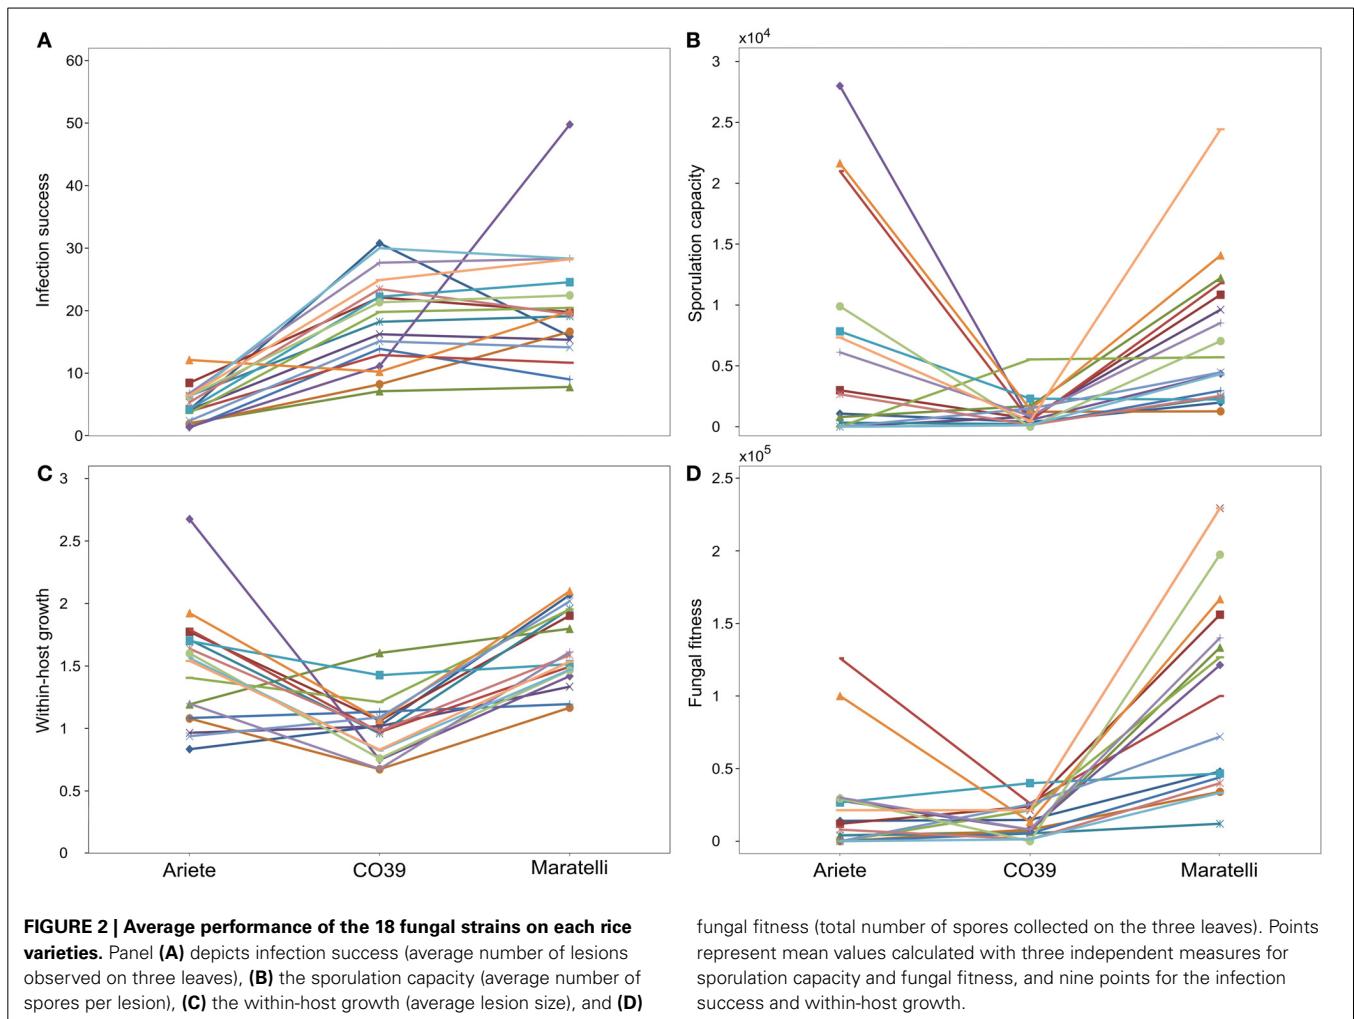 A
60
50
40
30
20
10
0
Infection success
B
x10⁴
3
2.5
2
1.5
1
0.5
0
Sporulation capacity
C
3
2.5
2
1.5
1
0.5
0
Within-host growth
Ariete
CO39
Maratelli
D
x10⁵
2.5
2
1.5
1
0.5
0
Fungal fitness
Ariete
CO39
Maratelli
FIGURE 2 | Average performance of the 18 fungal strains on each rice
varieties. Panel (A) depicts infection success (average number of lesions
observed on three leaves), (B) the sporulation capacity (average number of
spores per lesion), (C) the within-host growth (average lesion size), and (D)
fungal fitness (total number of spores collected on the three leaves). Points
represent mean values calculated with three independent measures for
sporulation capacity and fungal fitness, and nine points for the infection
success and within-host growth.